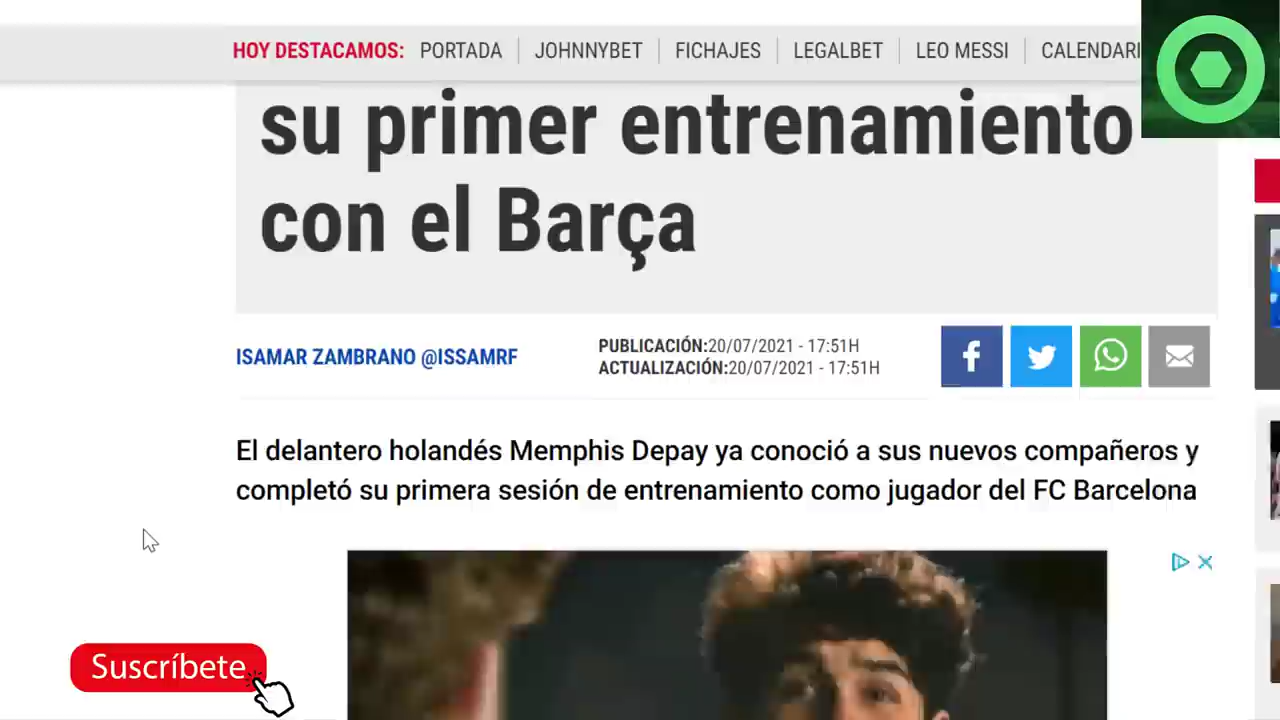 HOY DESTACAMOS: PORTADA JOHNNYBET FICHAJES LEGALBET LEO MESSI
su primer entrenamiento
con el Barça
ISAMAR ZAMBRANO @ISSAMRF
PUBLICACIÓN:20/07/2021 - 17:51H
ACTUALIZACIÓN:20/07/2021 - 17:51H
El delantero holandés Memphis Depay ya conoció a sus nuevos compañeros y
completó su primera sesión de entrenamiento como jugador del FC Barcelona
Suscríbete